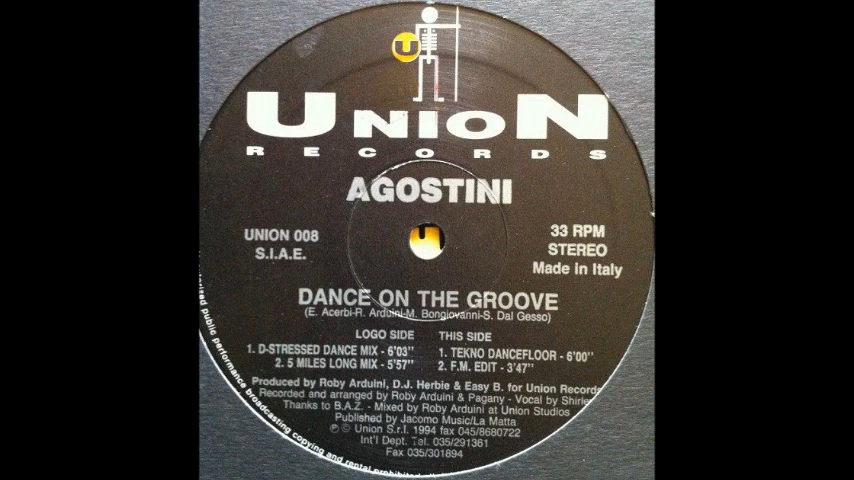 U
UNION
RECORDS
AGOSTINI
UNION 008
S.I.A.E.
33 RPM
STEREO
Made in Italy
DANCE ON THE GROOVE
(E. Acerbi-R. Arduini-M. Bongiovanni-S. Dal Gesso)
LOGO SIDE
1. D-STRESSED DANCE MIX - 6'03"
2. 5 MILES LONG MIX - 5'57"
THIS SIDE
1. TEKNO DANCEFLOOR - 6'00"
2. F.M. EDIT - 3'47"
Produced by Roby Arduini, D.J. Herbie & Easy B. for Union Records
Recorded and arranged by Roby Arduini & Pagany - Vocal by Shirley
Thanks to B.A.Z. - Mixed by Roby Arduini at Union Studios
Published by Jacomo Music/La Matta
℗ © Union S.r.l. 1994 fax 045/8680722
Int'l Dept. Tel. 035/291361
Fax 035/301894
public performance broadcasting copying and rental prohibited